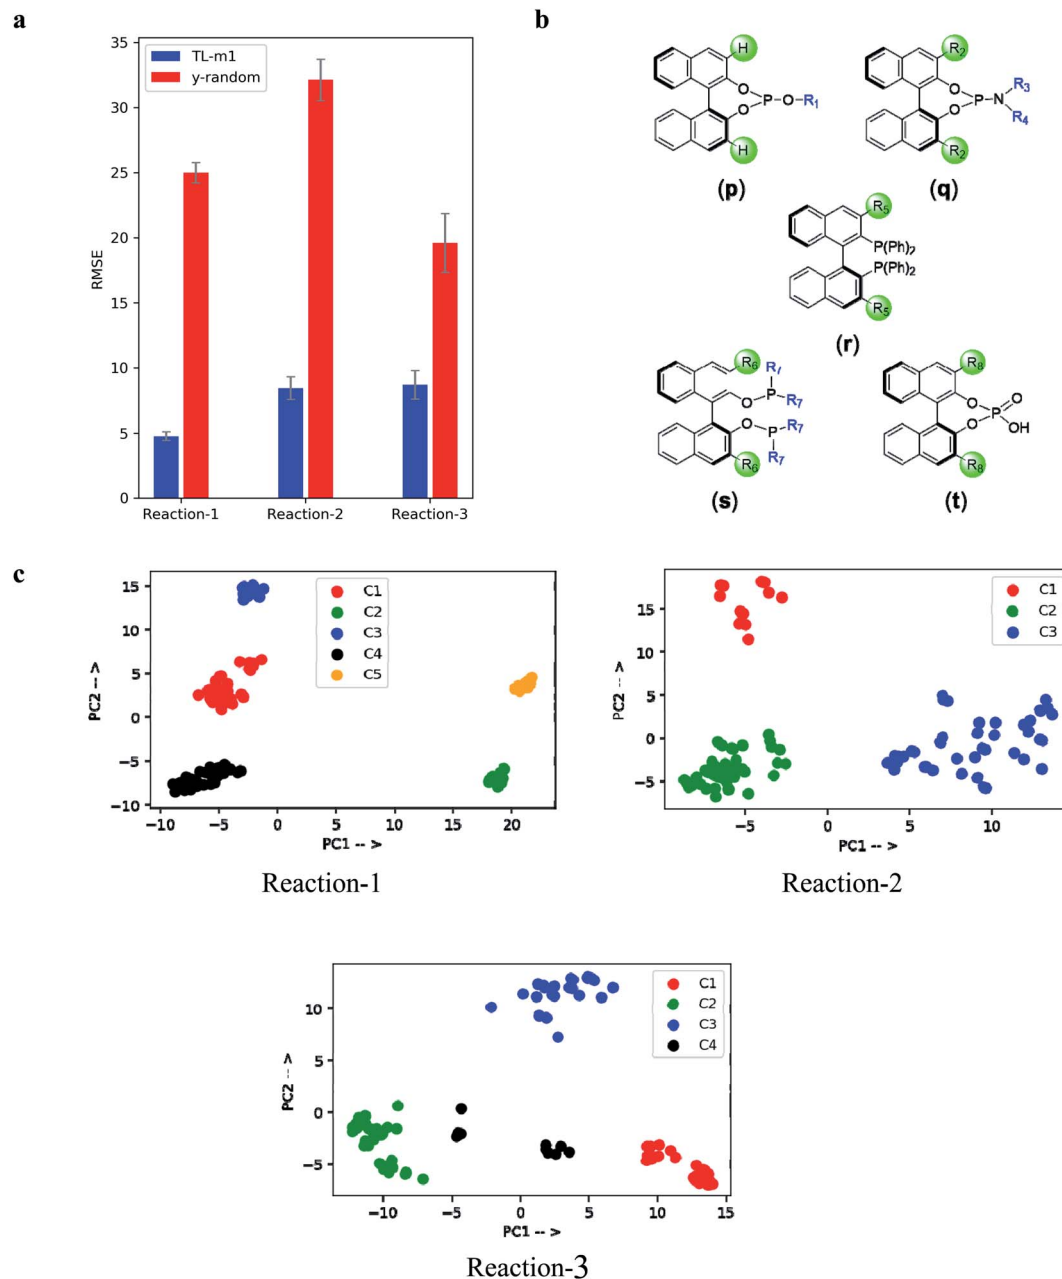 a
35
30
25
20
15
10
5
0
RMSE
TL-m1
y-random
Reaction-1 Reaction-2 Reaction-3
b
H
O
P-O-R1
O
H
(p)
R2
O
P-N
R3
R4
O
R2
(q)
R5
P(Ph)2
P(Ph)2
R5
(r)
R6
R7
O-P
R7
R7
O-P
R7
R6
(s)
R8
O
P
O
OH
O
R8
(t)
c
15
10
5
0
−5
−10
PC2 -- >
C1
C2
C3
C4
C5
−10 −5 0 5 10 15 20
PC1 -- >
Reaction-1
15
10
5
0
−5
PC2 -- >
C1
C2
C3
−5 0 5 10
PC1 -- >
Reaction-2
10
5
0
−5
PC2 -- >
C1
C2
C3
C4
−10 −5 0 5 10 15
PC1 -- >
Reaction-3